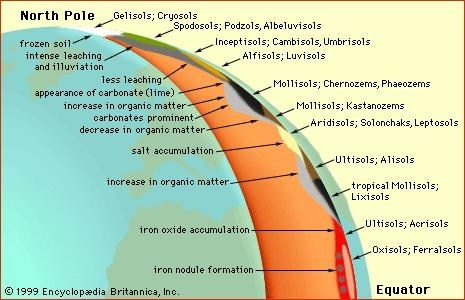 North Pole
Gelisols; Cryosols
Spodosols; Podzols, Albeluvisols
frozen soil
Inceptisols; Cambisols, Umbrisols
intense leaching
and illuviation
Alfisols; Luvisols
less leaching
Mollisols; Chernozems, Phaeozems
appearance of carbonate (lime)
increase in organic matter
Mollisols; Kastanozems
carbonates prominent
Aridisols; Solonchaks, Leptosols
decrease in organic matter
salt accumulation
Ultisols; Alisols
increase in organic matter
tropical Mollisols;
Lixisols
Ultisols; Acrisols
iron oxide accumulation
Oxisols; Ferralsols
iron nodule formation
Equator
© 1999 Encyclopædia Britannica, Inc.